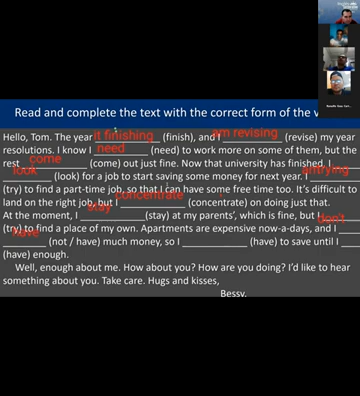 Read and complete the text with the correct form of the v
Hello, Tom. The year it finishing (finish), and I am revising (revise) my year
resolutions. I know I need (need) to work more on some of them, but the
rest come (come) out just fine. Now that university has finished, I
look (look) for a job to start saying some money for next year. I amtrying
(try) to find a part-time job, so that I can have some free time too. It's difficult to
land on the right job, but I concentrate (concentrate) on doing just that.
At the moment, I stay (stay) at my parents', which is fine, but I don't
(try) to find a place of my own. Apartments are expensive now-a-days, and I
have (not / have) much money, so I (have) to save until I
(have) enough.
Well, enough about me. How about you? How are you doing? I'd like to hear
something about you. Take care. Hugs and kisses,
Bessy.